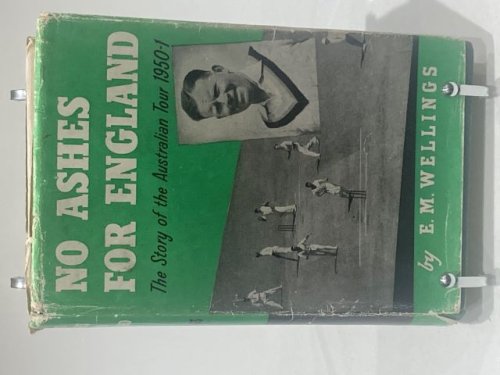 NO ASHES
FOR ENGLAND
The Story of the Australian Tour 1950-1
by E. M. WELLINGS